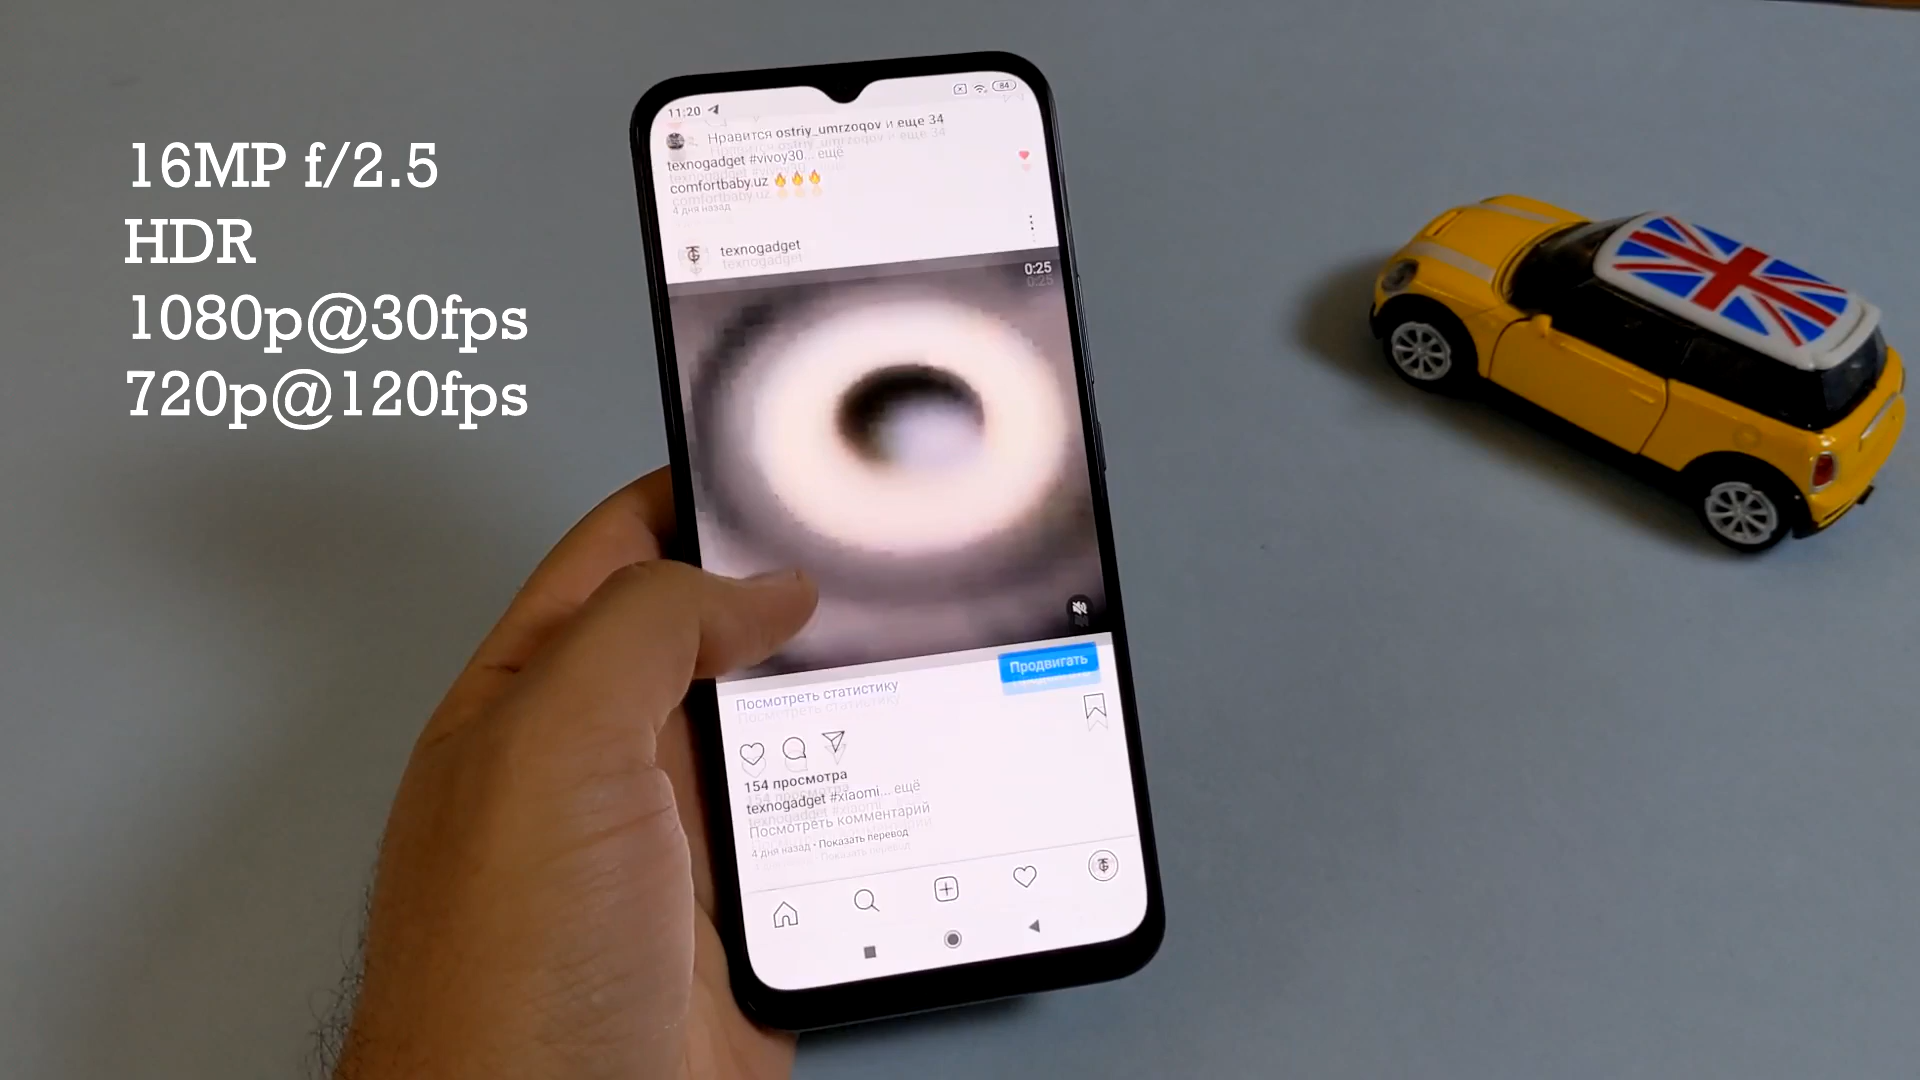 16MP f/2.5
HDR
1080p@30fps
720p@120fps
11:20
84
Нравится ostriy_umrzoqov и еще 34
texnogadget #vivoy30... ещё
comfortbaby.uz 🔥🔥🔥
4 дня назад
texnogadget
0:25
Продвигать
Посмотреть статистику
154 просмотра
texnogadget #xiaomi... ещё
Посмотреть комментарий
4 дня назад • Показать перевод